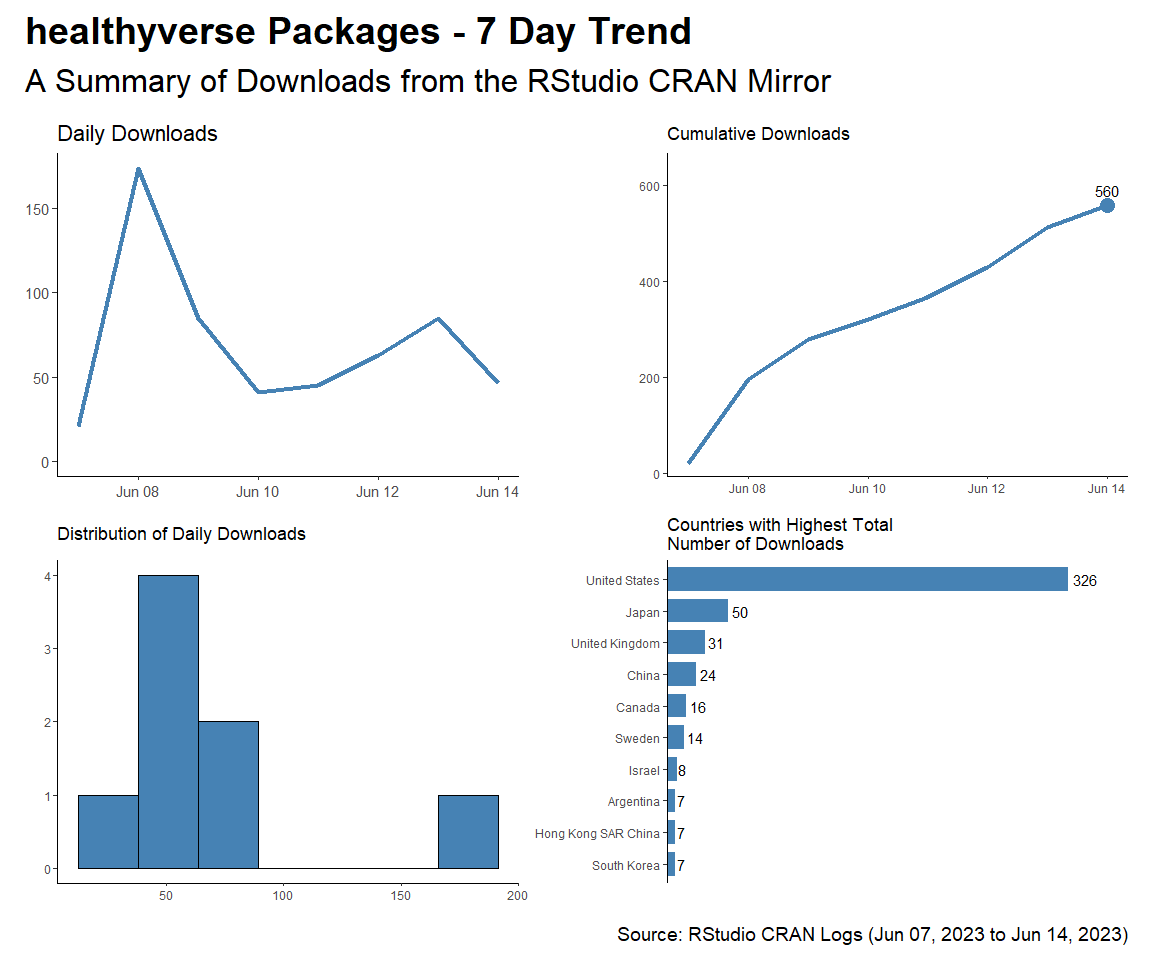 healthyverse Packages - 7 Day Trend
A Summary of Downloads from the RStudio CRAN Mirror
Daily Downloads
150
100
50
0
Jun 08 Jun 10 Jun 12 Jun 14
Cumulative Downloads
600
400
200
0
560
Jun 08 Jun 10 Jun 12 Jun 14
Distribution of Daily Downloads
4
3
2
1
0
50 100 150 200
Countries with Highest Total
Number of Downloads
United States 326
Japan 50
United Kingdom 31
China 24
Canada 16
Sweden 14
Israel 8
Argentina 7
Hong Kong SAR China 7
South Korea 7
Source: RStudio CRAN Logs (Jun 07, 2023 to Jun 14, 2023)